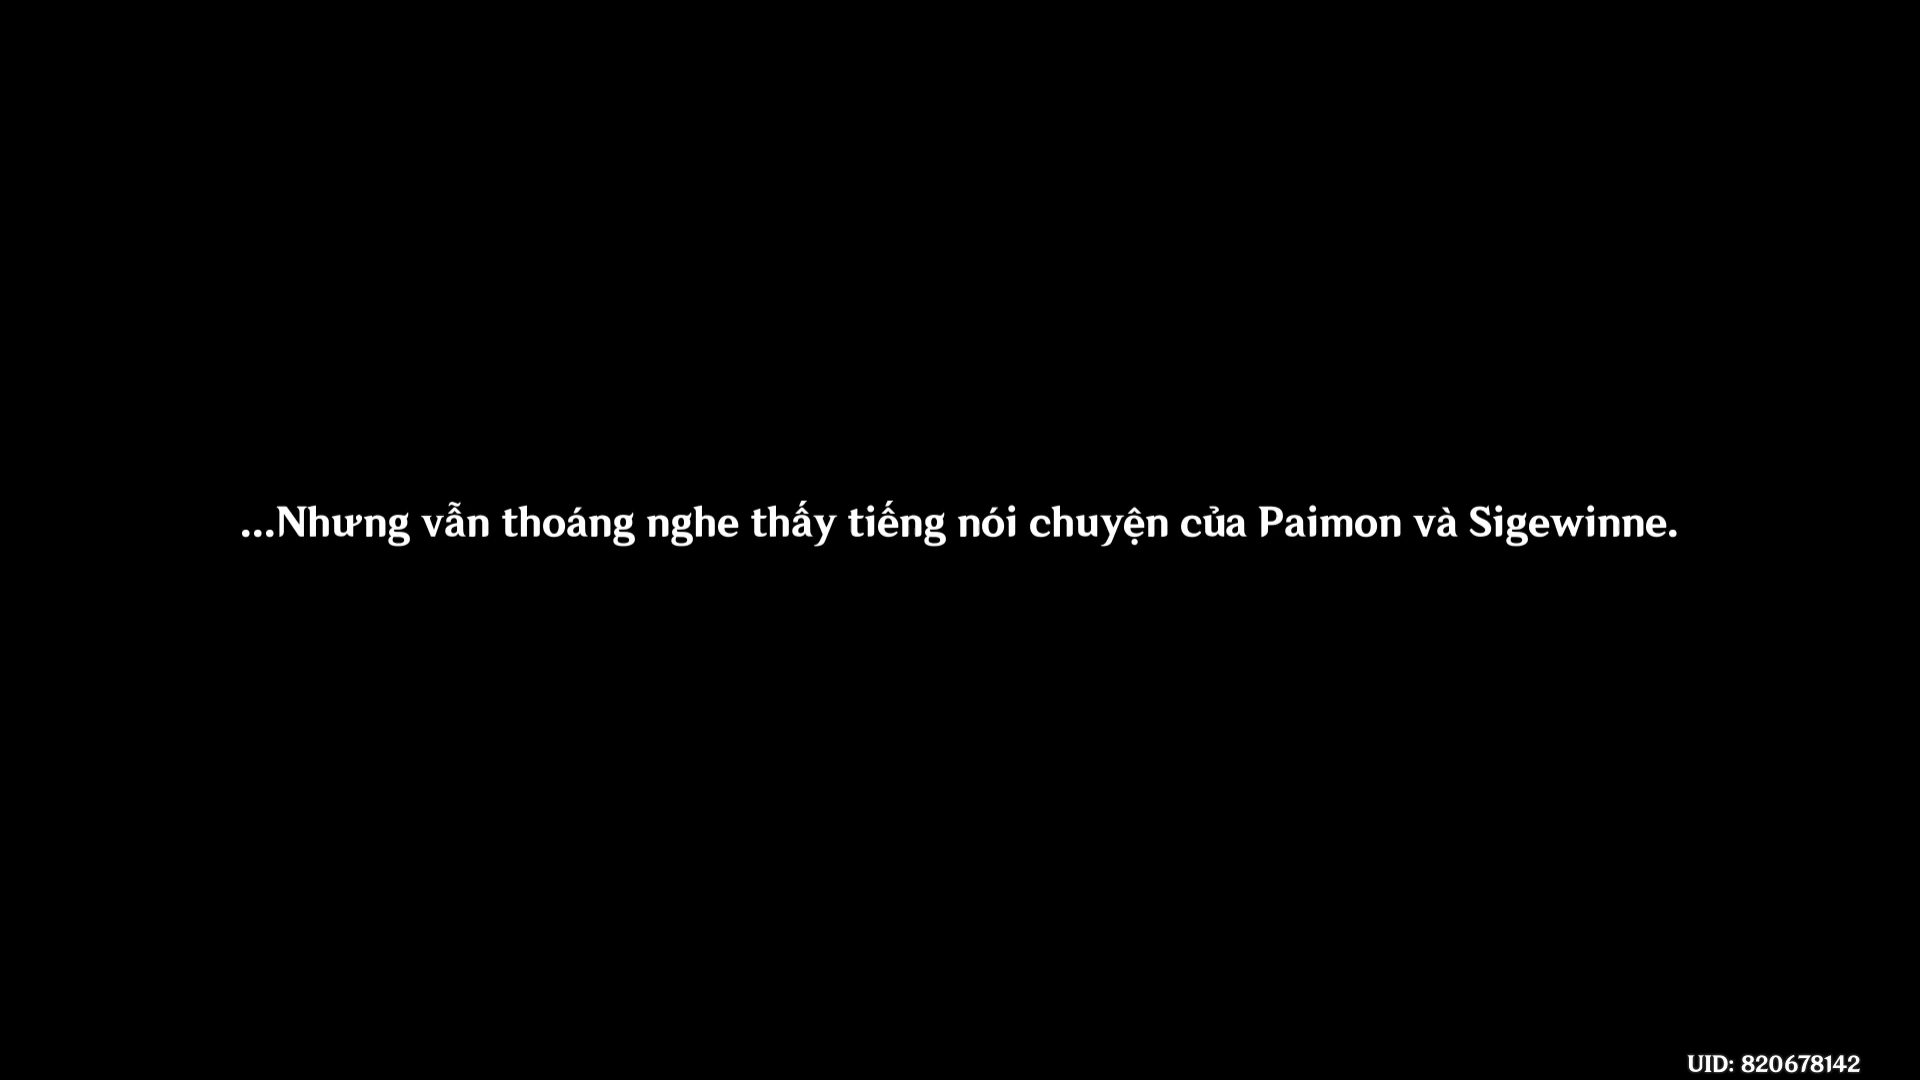 ...Nhưng vẫn thoáng nghe thấy tiếng nói chuyện của Paimon và Sigewinne.
UID: 820678142